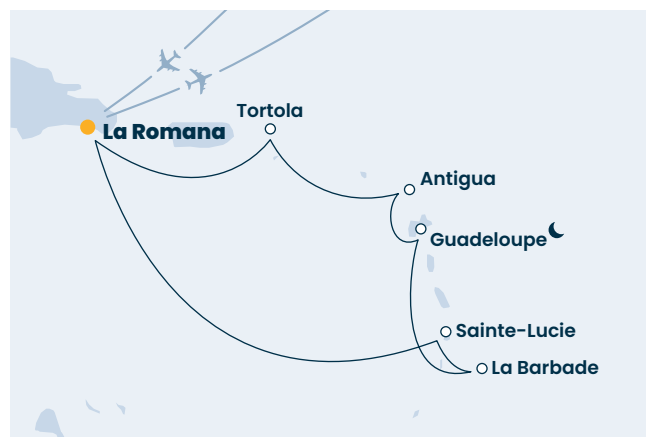 Tortola
La Romana
Antigua
Guadeloupe
Sainte-Lucie
La Barbade